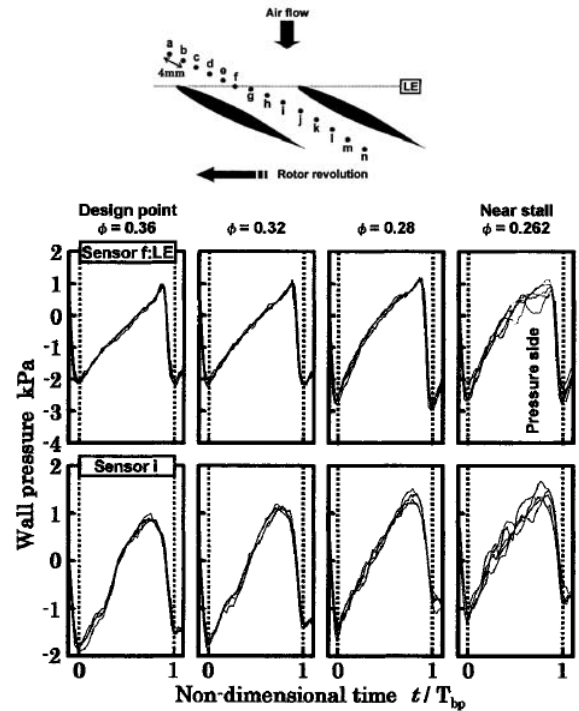 Air flow
a
b
c
d
e
f
g
h
i
j
k
l
m
n
4mm
LE
Rotor revolution
Design point
ϕ = 0.36
ϕ = 0.32
ϕ = 0.28
Near stall
ϕ = 0.262
Sensor f:LE
2
1
0
-1
-2
-3
-4
Pressure side
Wall pressure kPa
Sensor i
2
1
0
-1
-2
0 1 0 1 0 1 0 1
Non-dimensional time t/T_bp